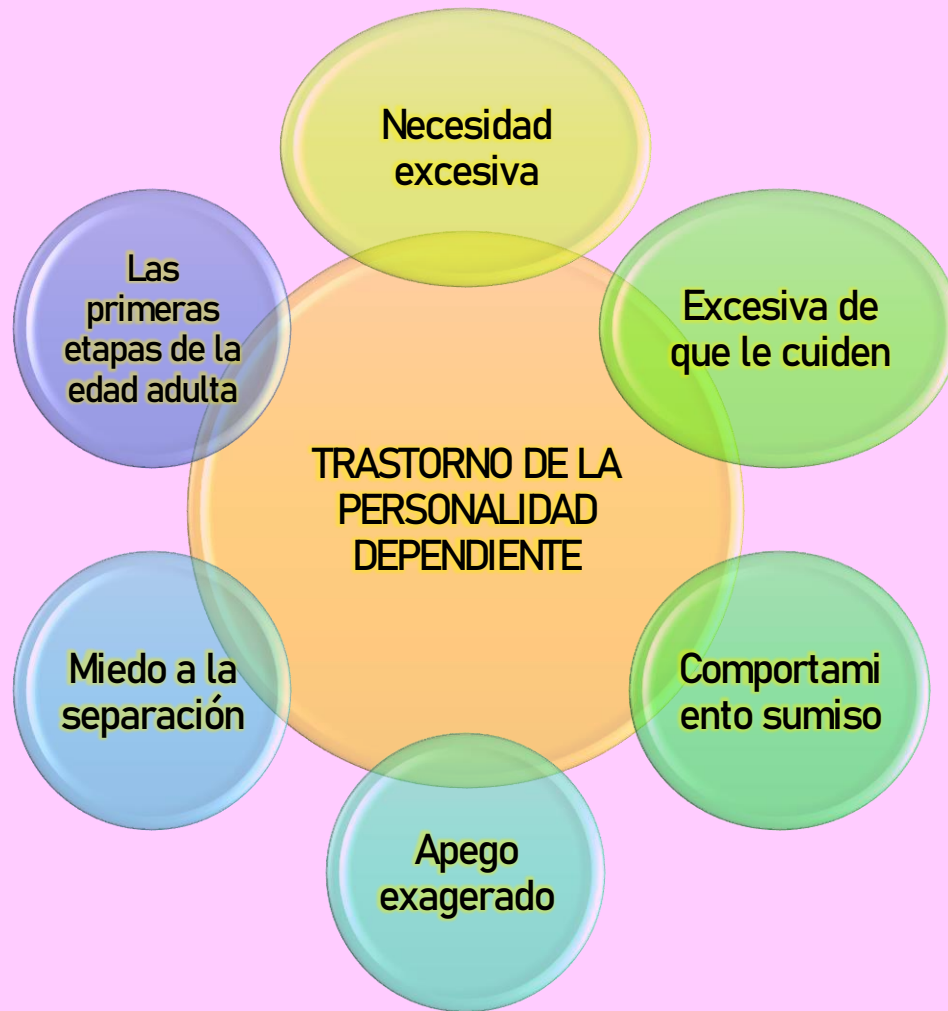 Necesidad
excesiva
Excesiva de
que le cuiden
Comportami
ento sumiso
Apego
exagerado
Miedo a la
separación
Las
primeras
etapas de la
edad adulta
TRASTORNO DE LA
PERSONALIDAD
DEPENDIENTE